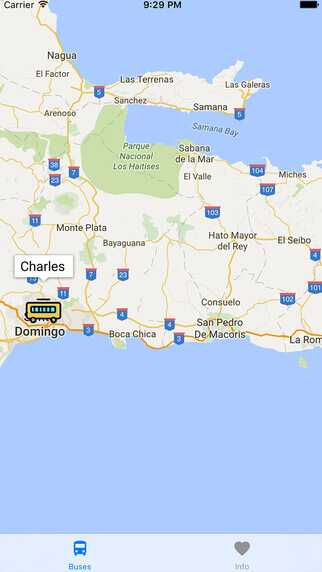 Carrier 9:29 PM
Nagua
El Factor
Las Terrenas
Las Galeras
5
Sanchez
Samana
5
Arenoso
Samana Bay
Parque
Nacional
Los Haitises
Sabana
de la Mar
38
7
23
El Valle
104
Miches
107
11
103
Monte Plata
Bayaguana
Hato Mayor
del Rey
El Seibo
4
Charles
7
23
101
11
102
Consuelo
4
Domingo
3
Boca Chica
4
San Pedro
De Macoris
3
La Rom
Buses
Info